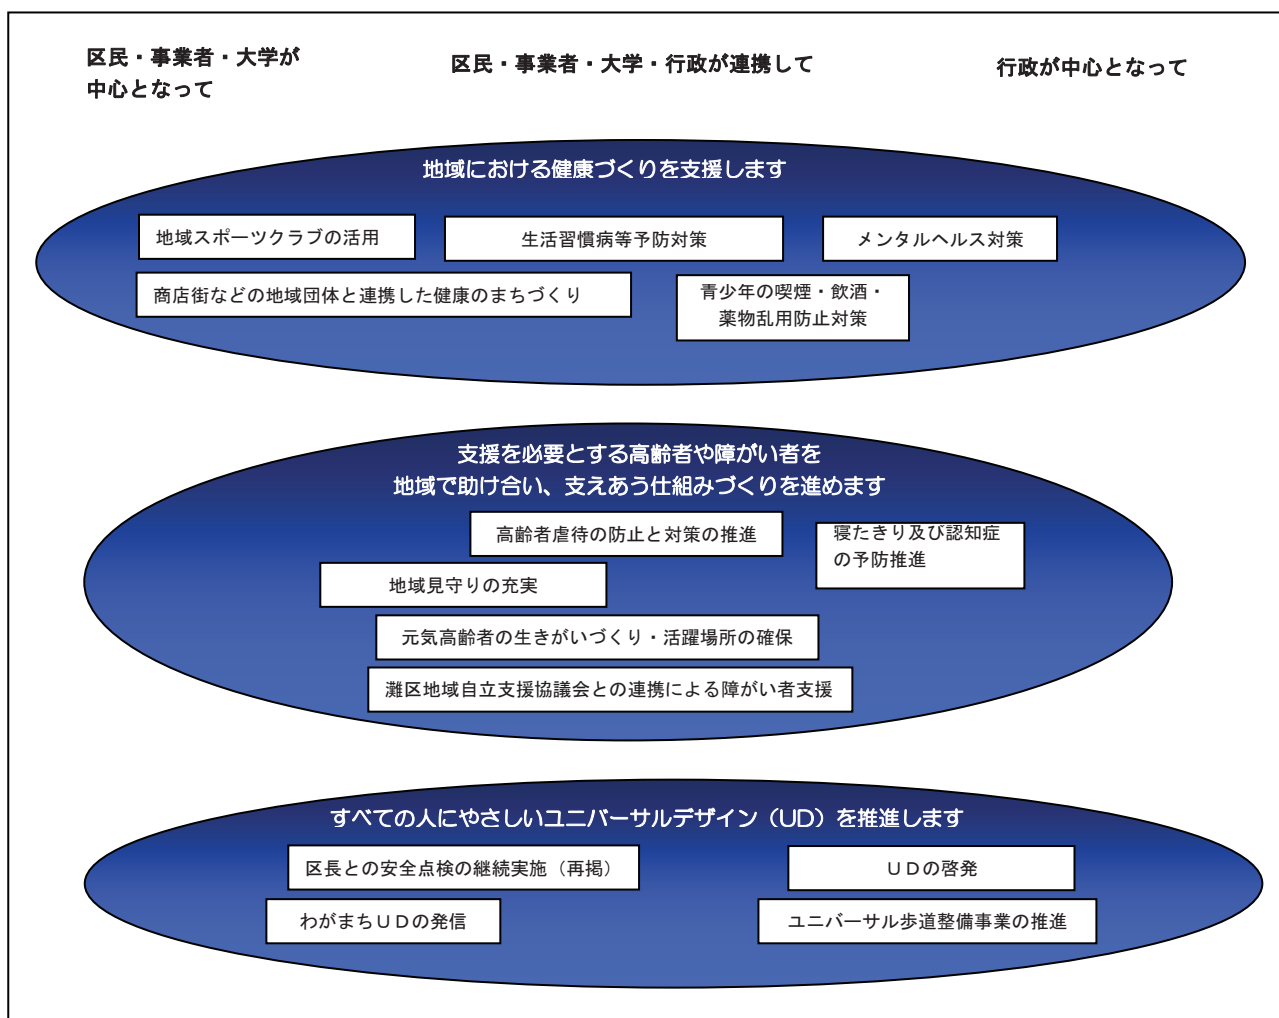 区民・事業者・大学が
中心となって
区民・事業者・大学・行政が連携して
行政が中心となって
地域における健康づくりを支援します
地域スポーツクラブの活用
生活習慣病等予防対策
メンタルヘルス対策
商店街などの地域団体と連携した健康のまちづくり
青少年の喫煙・飲酒・
薬物乱用防止対策
支援を必要とする高齢者や障がい者を
地域で助け合い、支えあう仕組みづくりを進めます
高齢者虐待の防止と対策の推進
寝たきり及び認知症
の予防推進
地域見守りの充実
元気高齢者の生きがいづくり・活躍場所の確保
灘区地域自立支援協議会との連携による障がい者支援
すべての人にやさしいユニバーサルデザイン（UD）を推進します
区長との安全点検の継続実施（再掲）
ＵＤの啓発
わがまちＵＤの発信
ユニバーサル歩道整備事業の推進